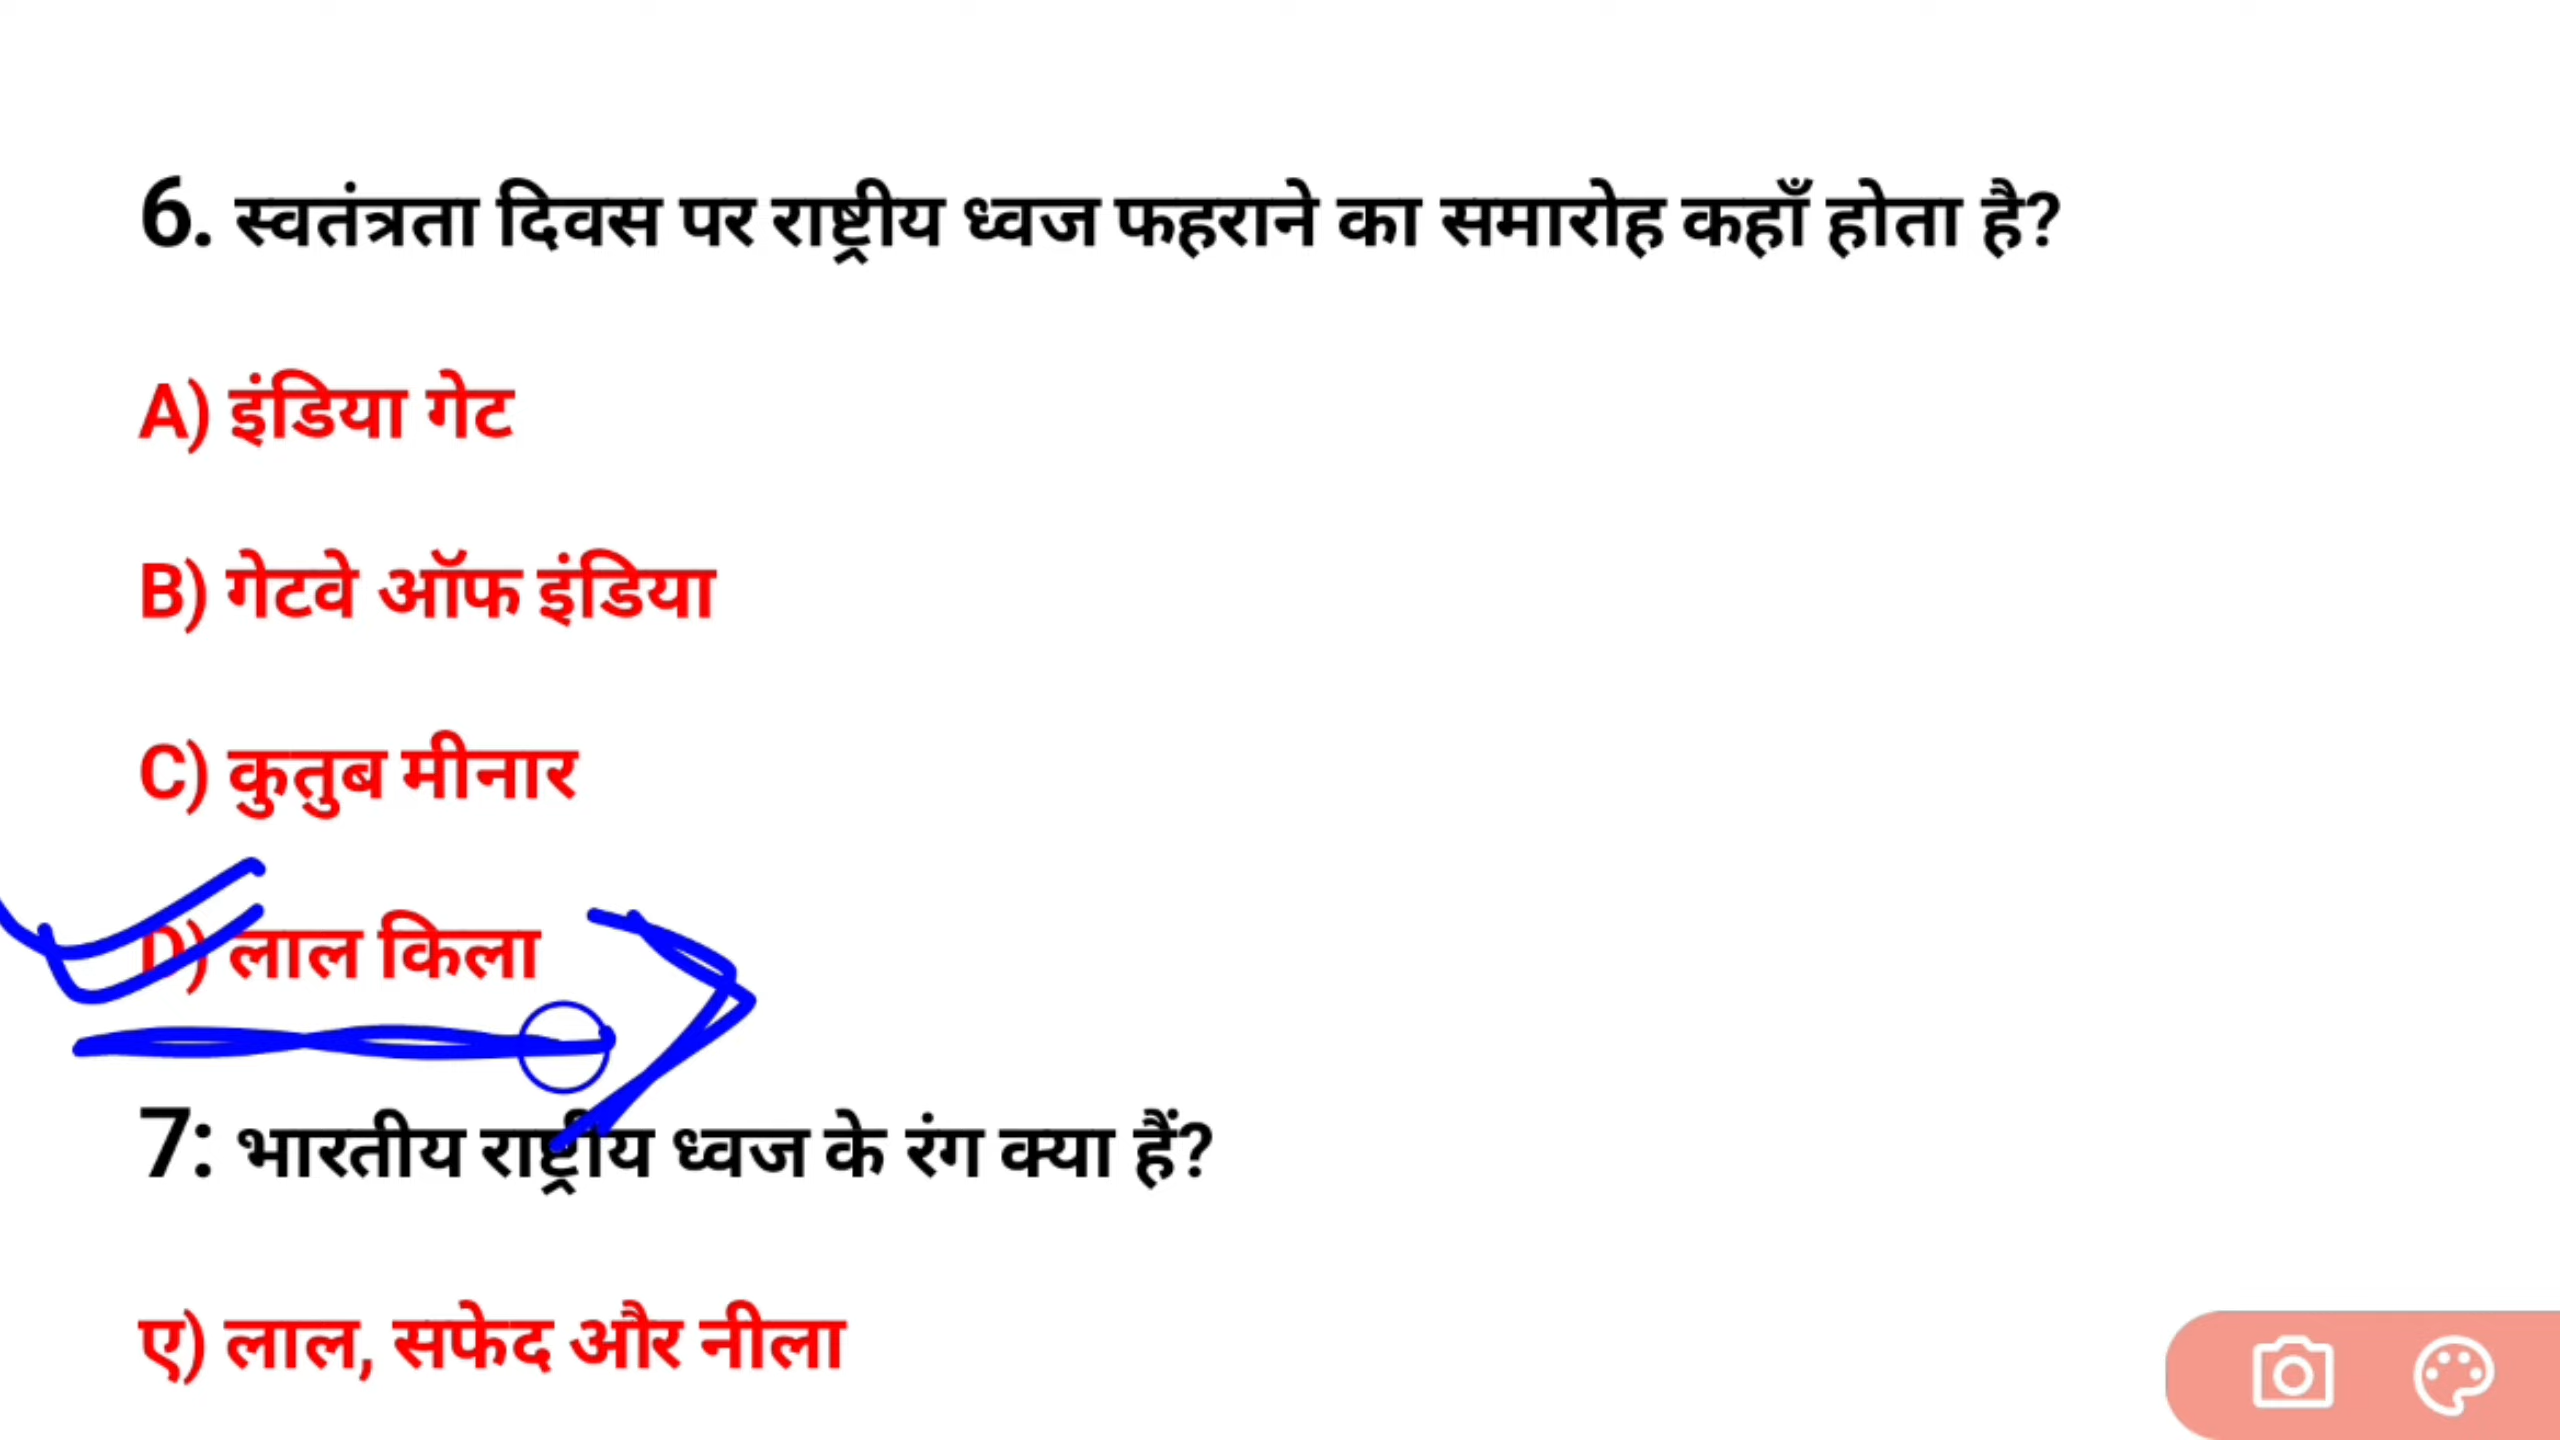 6. स्वतंत्रता दिवस पर राष्ट्रीय ध्वज फहराने का समारोह कहाँ होता है?
A) इंडिया गेट
B) गेटवे ऑफ इंडिया
C) कुतुब मीनार
D) लाल किला
7: भारतीय राष्ट्रीय ध्वज के रंग क्या हैं?
ए) लाल, सफेद और नीला